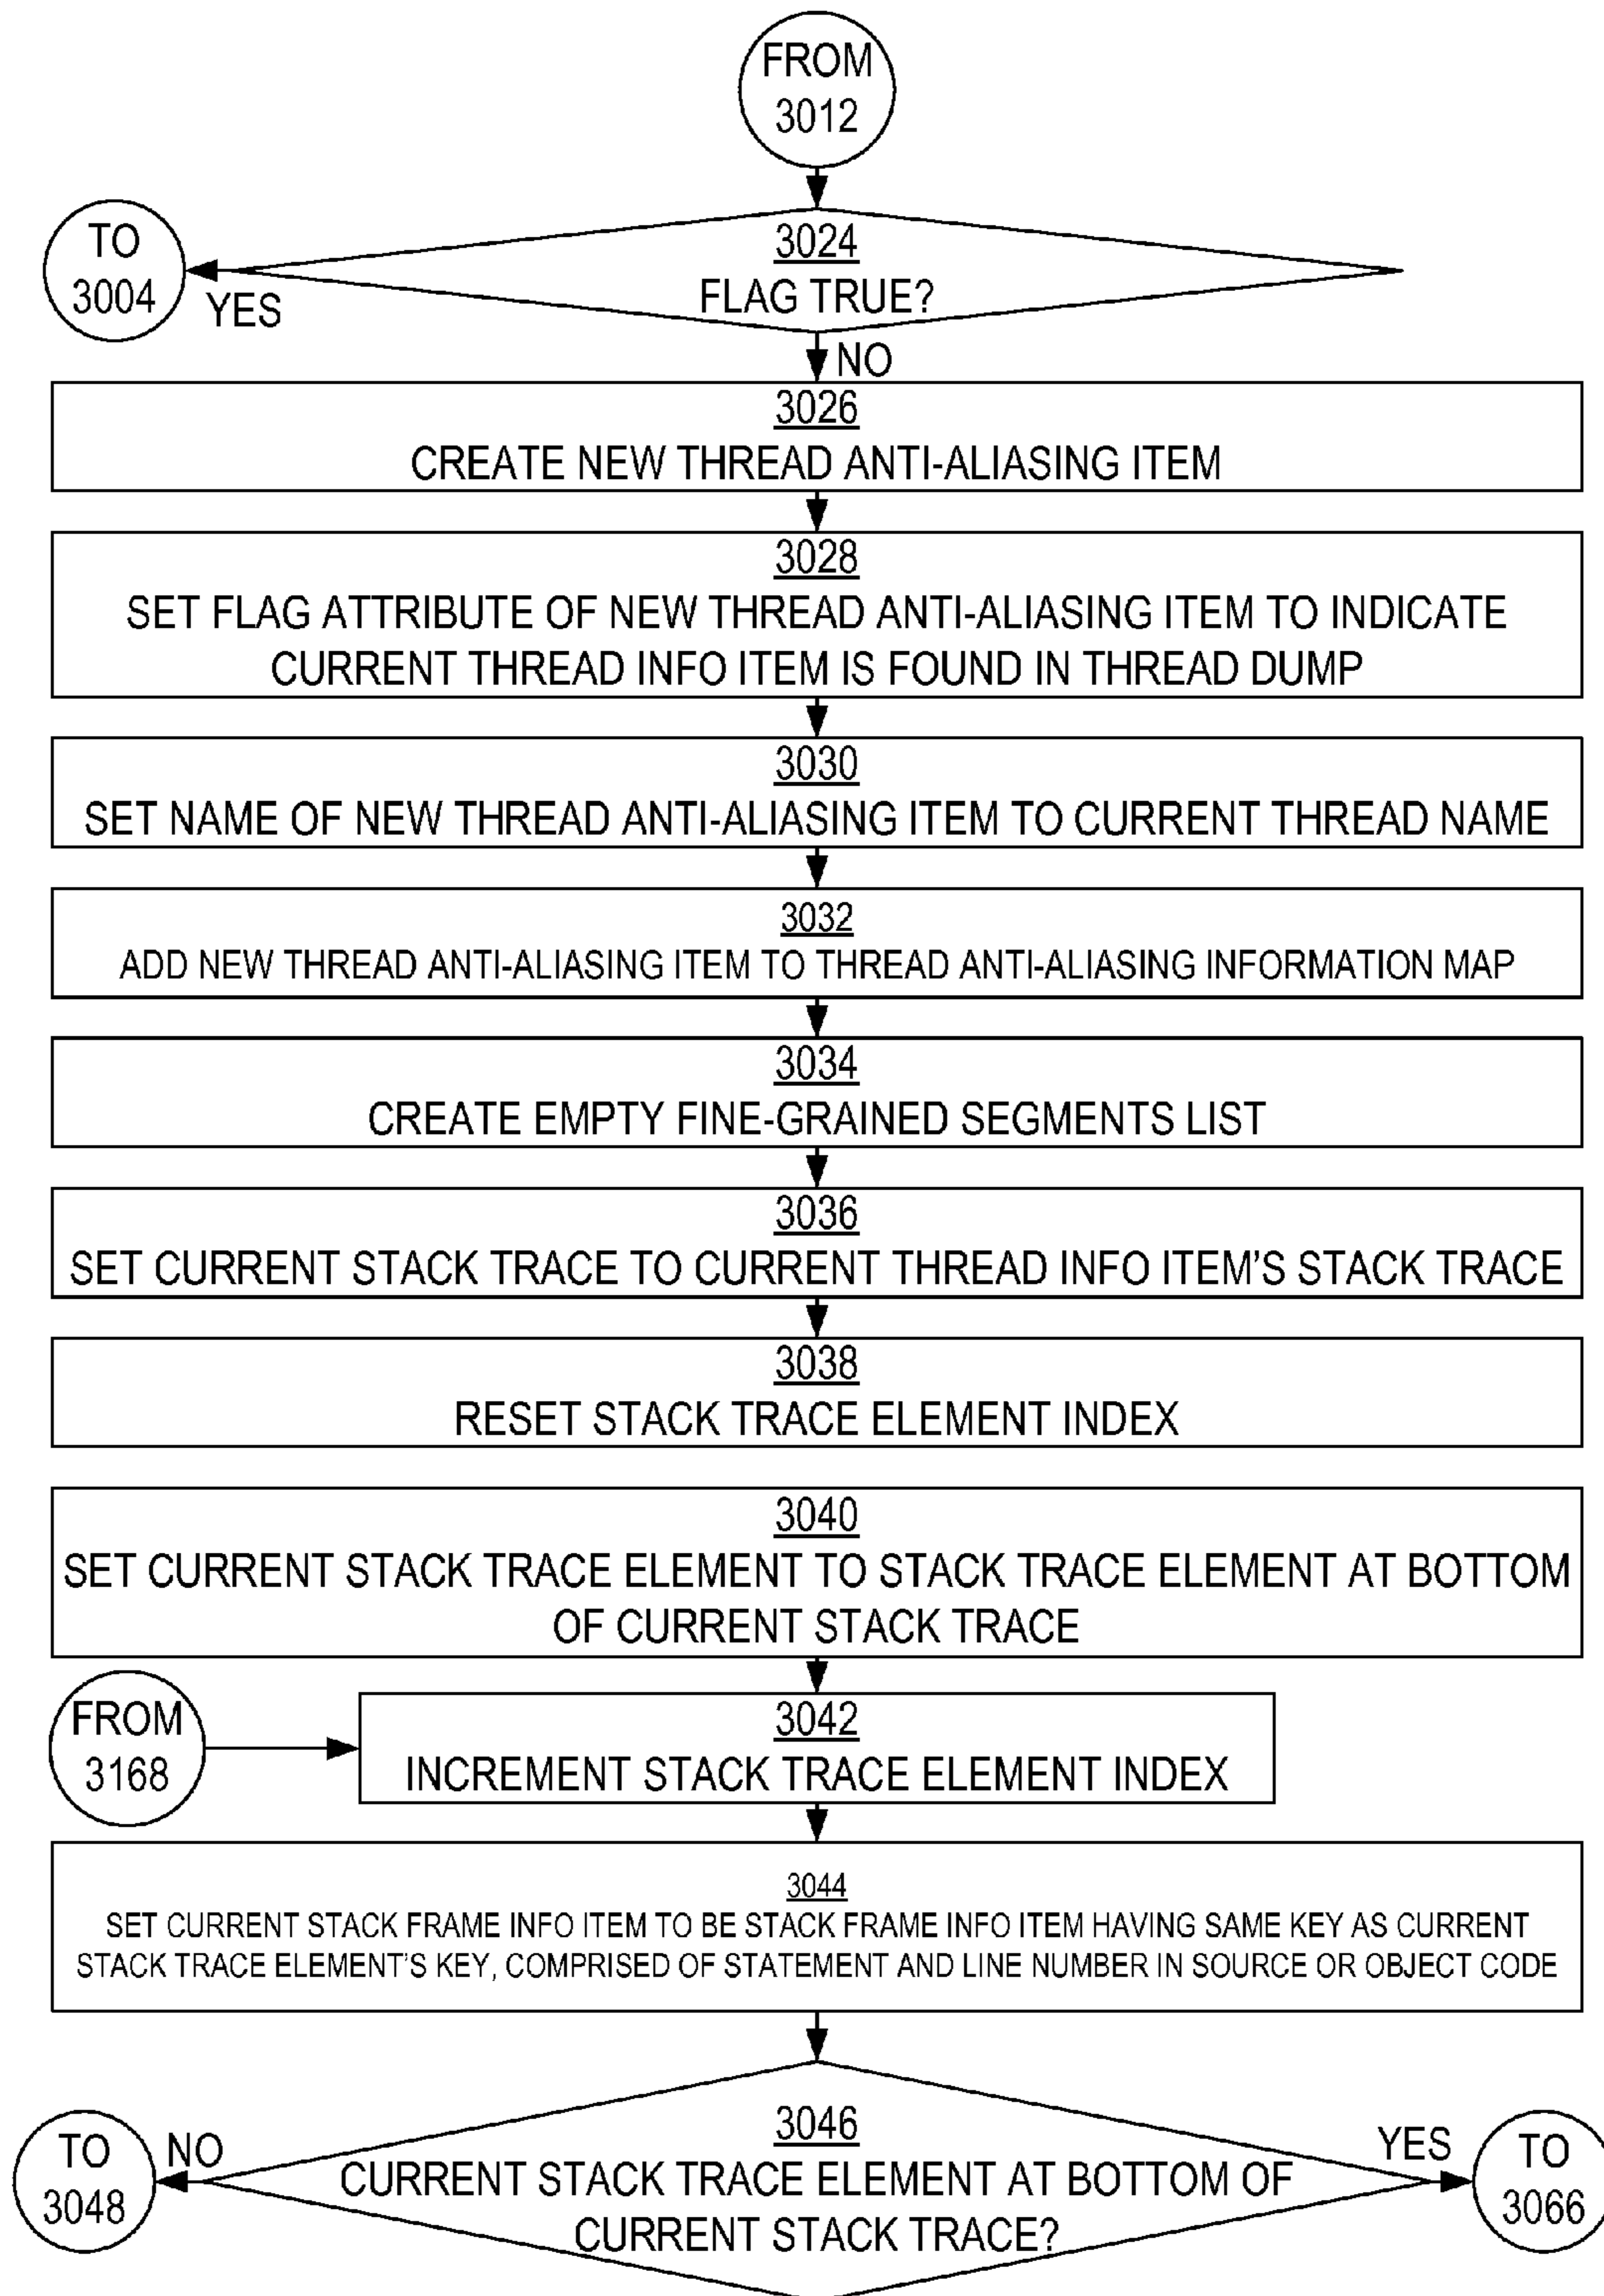 FROM
3012
TO
3004
YES
3024
FLAG TRUE?
NO
3026
CREATE NEW THREAD ANTI-ALIASING ITEM
3028
SET FLAG ATTRIBUTE OF NEW THREAD ANTI-ALIASING ITEM TO INDICATE
CURRENT THREAD INFO ITEM IS FOUND IN THREAD DUMP
3030
SET NAME OF NEW THREAD ANTI-ALIASING ITEM TO CURRENT THREAD NAME
3032
ADD NEW THREAD ANTI-ALIASING ITEM TO THREAD ANTI-ALIASING INFORMATION MAP
3034
CREATE EMPTY FINE-GRAINED SEGMENTS LIST
3036
SET CURRENT STACK TRACE TO CURRENT THREAD INFO ITEM'S STACK TRACE
3038
RESET STACK TRACE ELEMENT INDEX
3040
SET CURRENT STACK TRACE ELEMENT TO STACK TRACE ELEMENT AT BOTTOM
OF CURRENT STACK TRACE
FROM
3168
3042
INCREMENT STACK TRACE ELEMENT INDEX
3044
SET CURRENT STACK FRAME INFO ITEM TO BE STACK FRAME INFO ITEM HAVING SAME KEY AS CURRENT
STACK TRACE ELEMENT'S KEY, COMPRISED OF STATEMENT AND LINE NUMBER IN SOURCE OR OBJECT CODE
TO
3048
NO
3046
CURRENT STACK TRACE ELEMENT AT BOTTOM OF
CURRENT STACK TRACE?
YES
TO
3066